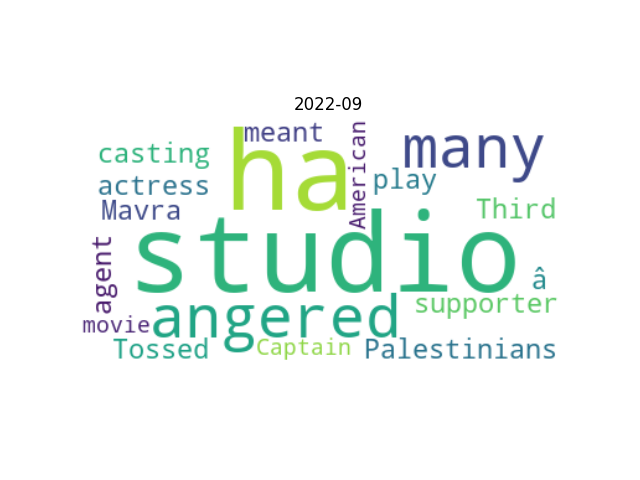 2022-09
meant
ha
American
many
casting
play
actress
Mavra
Third
studio
agent
â
supporter
angered
movie
Tossed
Captain
Palestinians